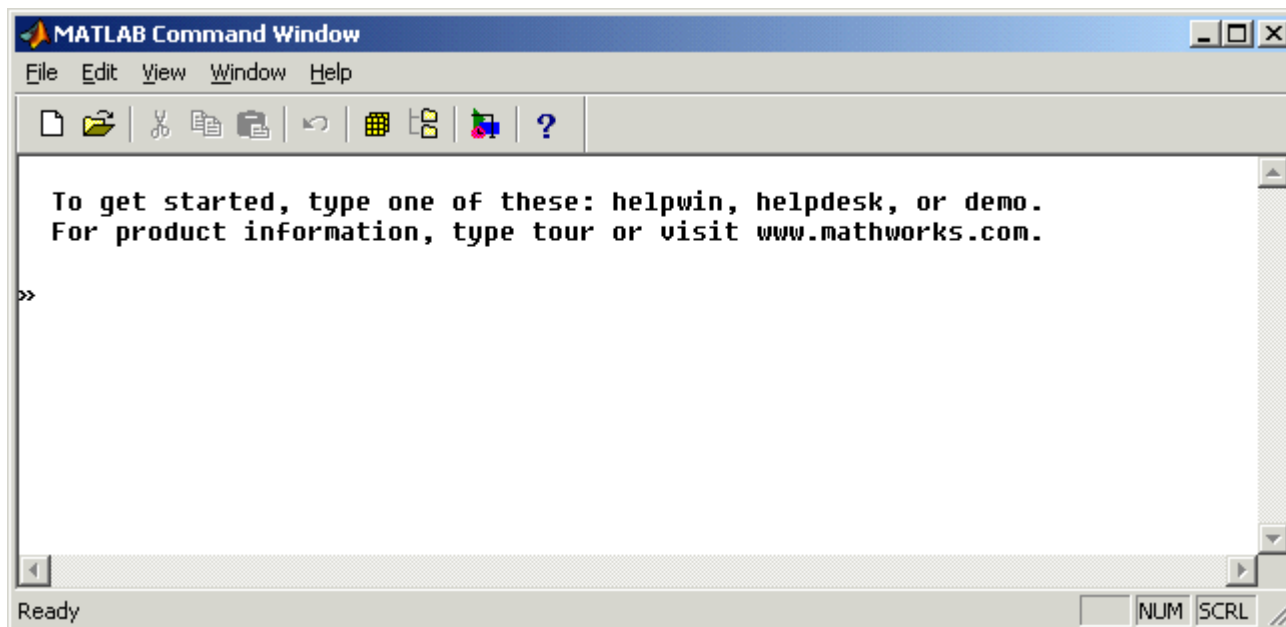 MATLAB Command Window
File Edit View Window Help
?
To get started, type one of these: helpwin, helpdesk, or demo.
For product information, type tour or visit www.mathworks.com.
»
Ready NUM SCRL